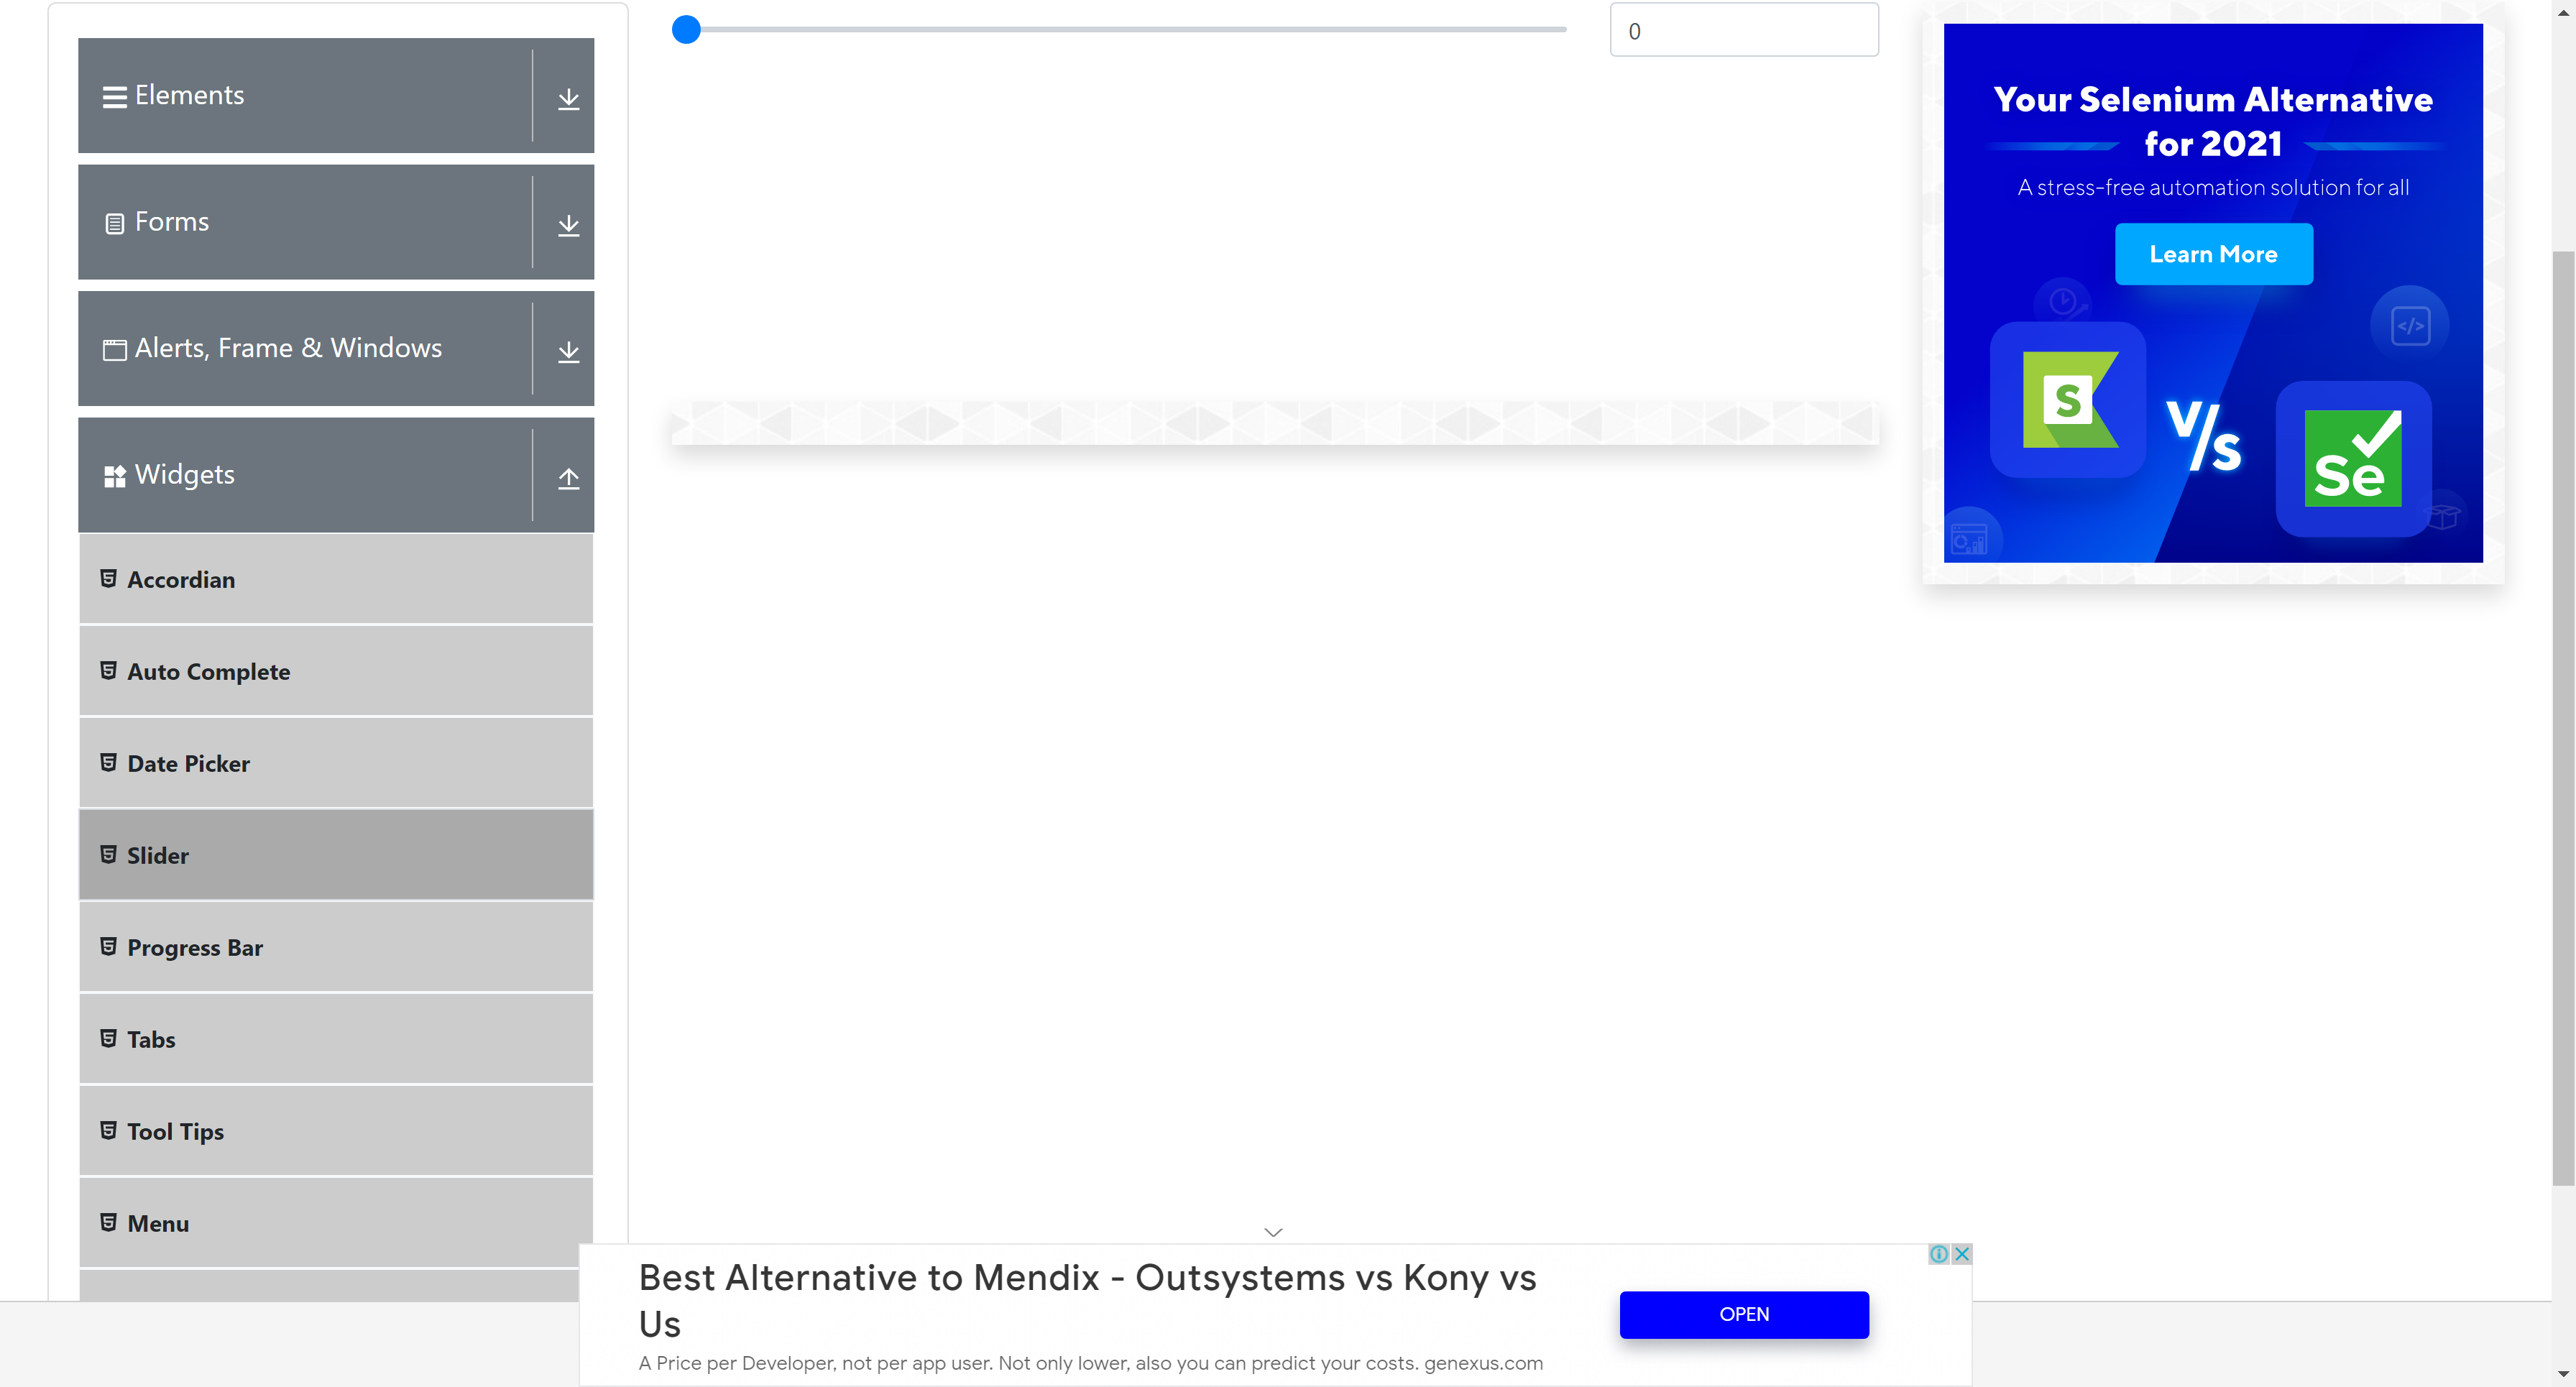 Elements
Forms
Alerts, Frame & Windows
Widgets
Accordian
Auto Complete
Date Picker
Slider
Progress Bar
Tabs
Tool Tips
Menu
0
Your Selenium Alternative
for 2021
A stress-free automation solution for all
Learn More
</>
S
V/s
Se
Best Alternative to Mendix - Outsystems vs Kony vs
Us
A Price per Developer, not per app user. Not only lower, also you can predict your costs. genexus.com
OPEN